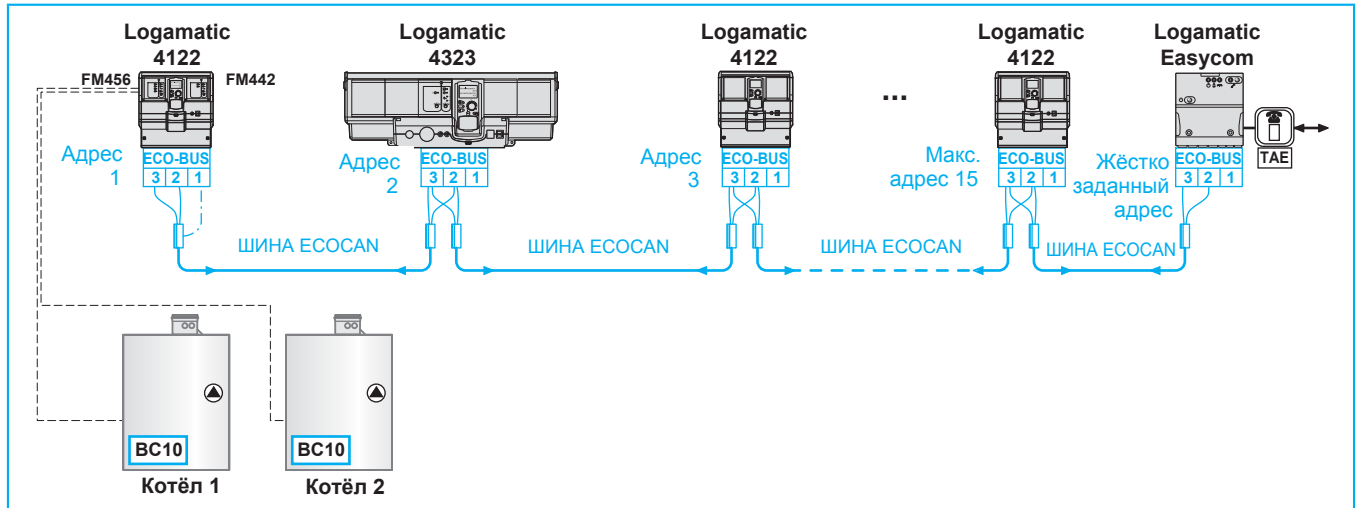 Logamatic
4122
Logamatic
4323
Logamatic
4122
Logamatic
4122
Logamatic
Easycom
FM456
FM442
...
TAE
Адрес
1
ECO-BUS
3 2 1
Адрес
2
ECO-BUS
3 2 1
Адрес
3
ECO-BUS
3 2 1
Макс.
адрес 15
ECO-BUS
3 2 1
Жёстко
заданный
адрес
ECO-BUS
3 2 1
ШИНА ECOCAN
ШИНА ECOCAN
ШИНА ECOCAN
ШИНА ECOCAN
BC10
BC10
Котёл 1
Котёл 2